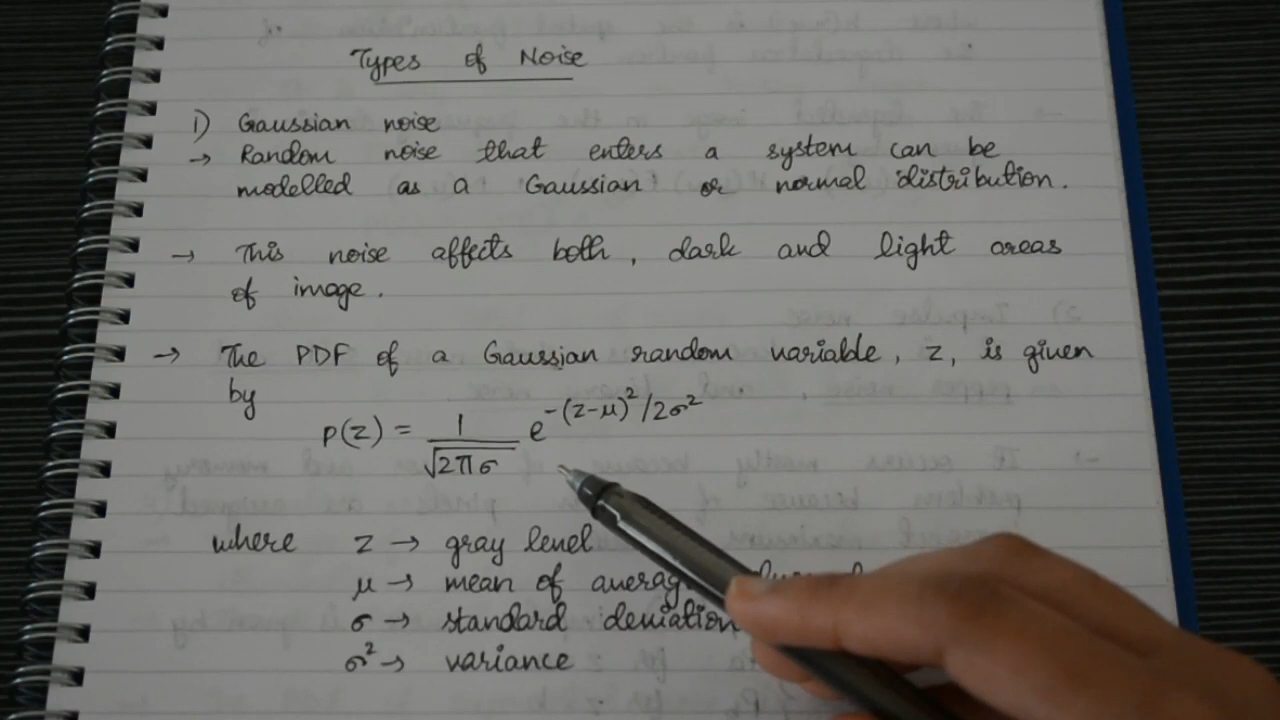 Types of Noise
1) Gaussian noise
→ Random noise that enters a system can be
modelled as a Gaussian or normal distribution.
→ This noise affects both, dark and light areas
of image.
→ The PDF of a Gaussian random variable, z, is given
by
P(z) = 1/√2πσ e^-(z-μ)²/2σ²
where z → gray level
μ → mean of
σ → standard deviation
σ² → variance